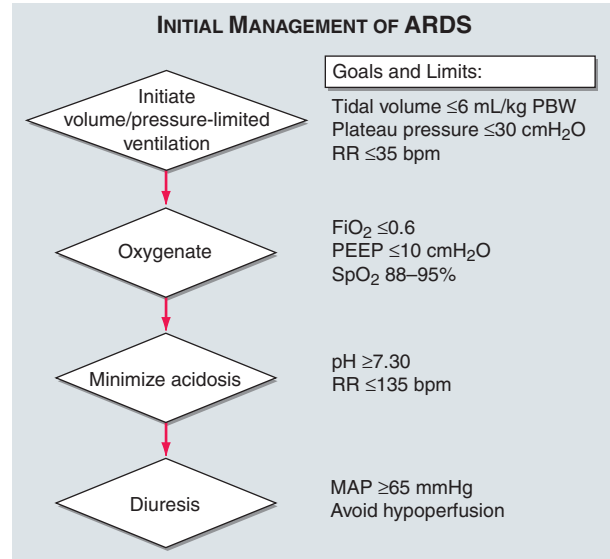 INITIAL MANAGEMENT OF ARDS
Goals and Limits:
Initiate
volume/pressure-limited
ventilation
Tidal volume ≤6 mL/kg PBW
Plateau pressure ≤30 cmH₂O
RR ≤35 bpm
Oxygenate
FiO₂ ≤0.6
PEEP ≤10 cmH₂O
SpO₂ 88–95%
Minimize acidosis
pH ≥7.30
RR ≤135 bpm
Diuresis
MAP ≥65 mmHg
Avoid hypoperfusion